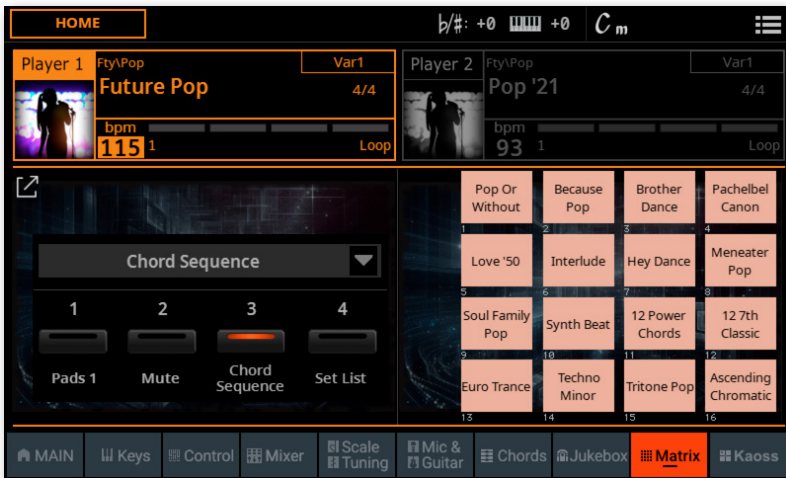 HOME
♭/#: +0 +0 C m
Player 1
Fty\Pop
Var1
Future Pop
4/4
bpm
115 1
Loop
Player 2
Fty\Pop
Var1
Pop '21
4/4
bpm
93 1
Loop
Chord Sequence
1 2 3 4
Pads 1
Mute
Chord
Sequence
Set List
Pop Or
Without
1
Because
Pop
2
Brother
Dance
3
Pachelbel
Canon
4
Love '50
5
Interlude
6
Hey Dance
7
Meneater
Pop
8
Soul Family
Pop
9
Synth Beat
10
12 Power
Chords
11
12 7th
Classic
12
Euro Trance
13
Techno
Minor
14
Tritone Pop
15
Ascending
Chromatic
16
MAIN
Keys
Control
Mixer
Scale
Tuning
Mic &
Guitar
Chords
Jukebox
Matrix
Kaoss